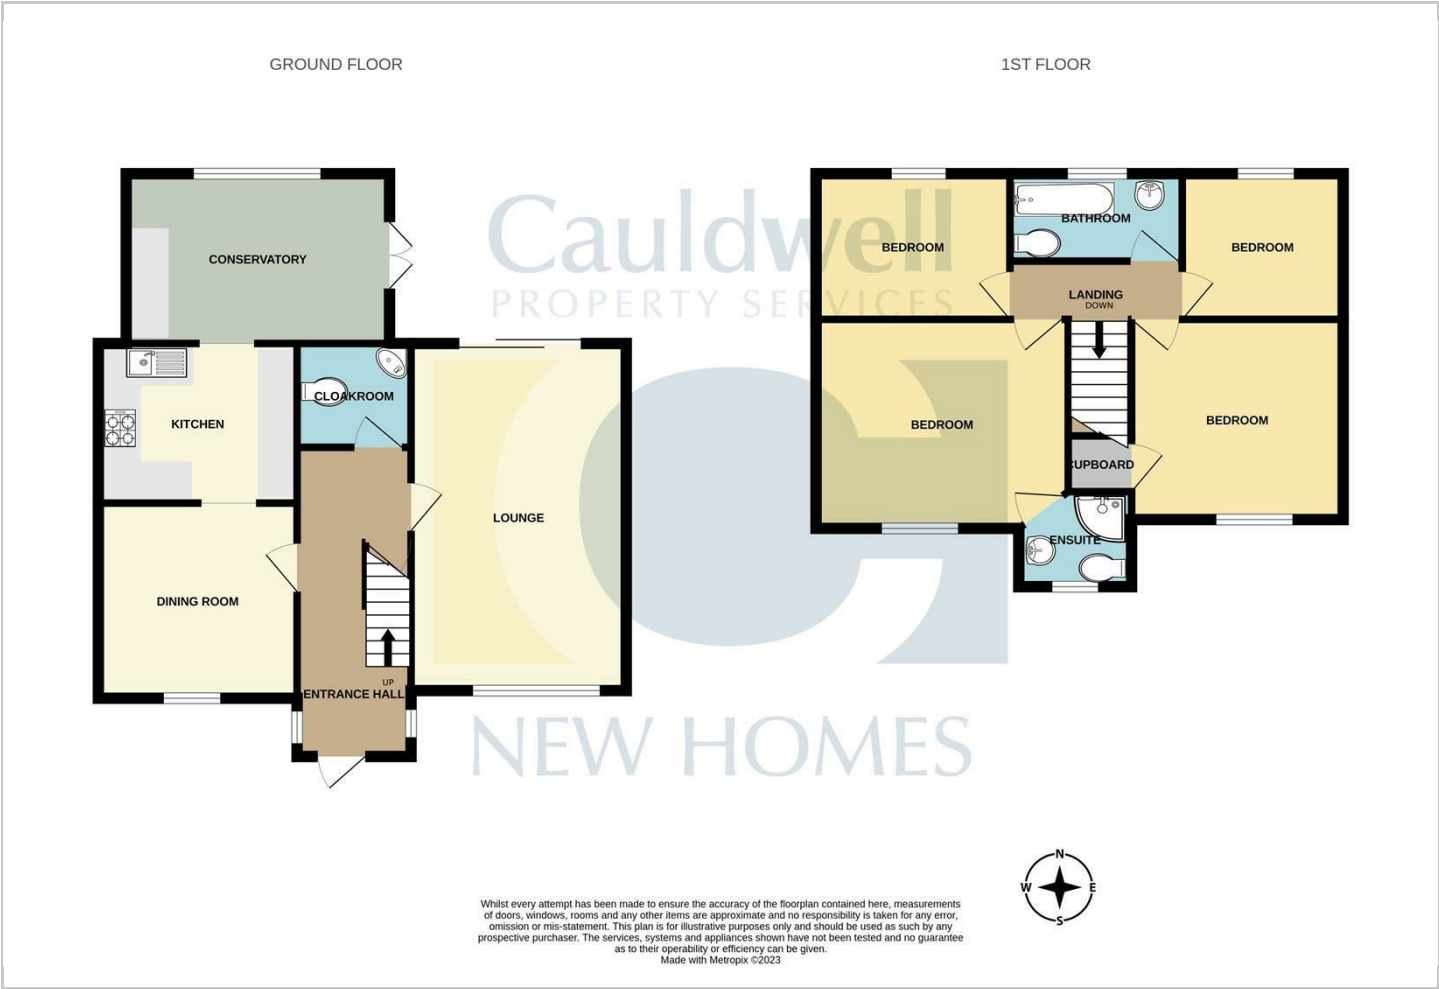 GROUND FLOOR
1ST FLOOR
Cauldwell
PROPERTY SERVICES
NEW HOMES
CONSERVATORY
KITCHEN
CLOAKROOM
LOUNGE
DINING ROOM
UP
ENTRANCE HALL
BEDROOM
BATHROOM
BEDROOM
LANDING
DOWN
BEDROOM
BEDROOM
CUPBOARD
ENSUITE
N
W
E
S
Whilst every attempt has been made to ensure the accuracy of the floorplan contained here, measurements
of doors, windows, rooms and any other items are approximate and no responsibility is taken for any error,
omission or mis-statement. This plan is for illustrative purposes only and should be used as such by any
prospective purchaser. The services, systems and appliances shown have not been tested and no guarantee
as to their operability or efficiency can be given.
Made with Metropix ©2023